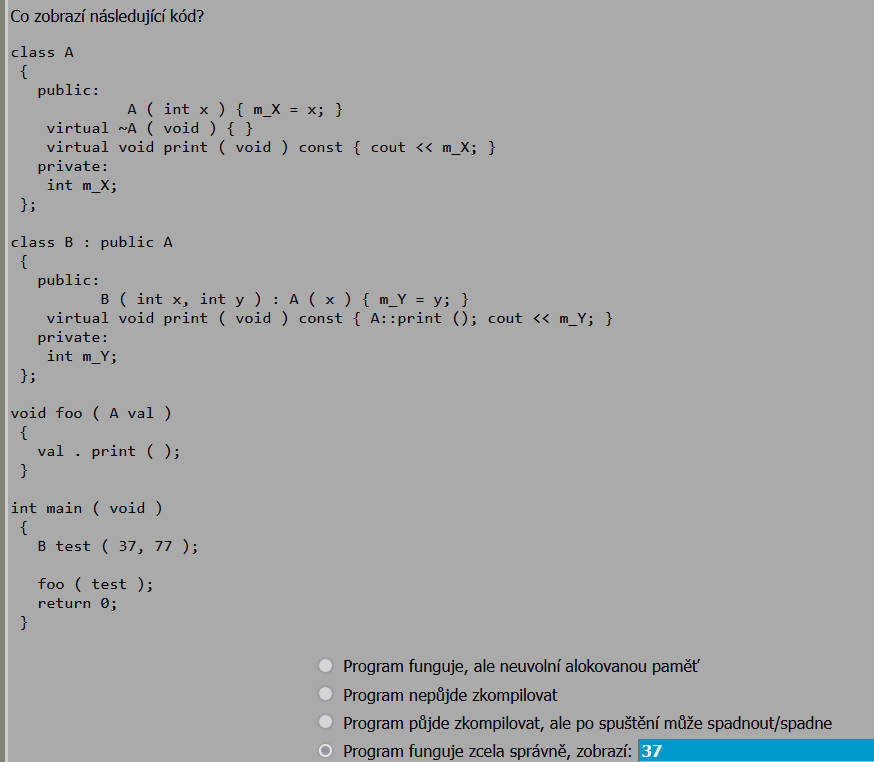 Co zobrazí následující kód?
class A
{
public:
A ( int x ) { m_X = x; }
virtual ~A ( void ) { }
virtual void print ( void ) const { cout << m_X; }
private:
int m_X;
};
class B : public A
{
public:
B ( int x, int y ) : A ( x ) { m_Y = y; }
virtual void print ( void ) const { A::print (); cout << m_Y; }
private:
int m_Y;
};
void foo ( A val )
{
val . print ( );
}
int main ( void )
{
B test ( 37, 77 );
foo ( test );
return 0;
}
Program funguje, ale neuvolní alokovanou paměť
Program nepůjde zkompilovat
Program půjde zkompilovat, ale po spuštění může spadnout/spadne
Program funguje zcela správně, zobrazí: 37